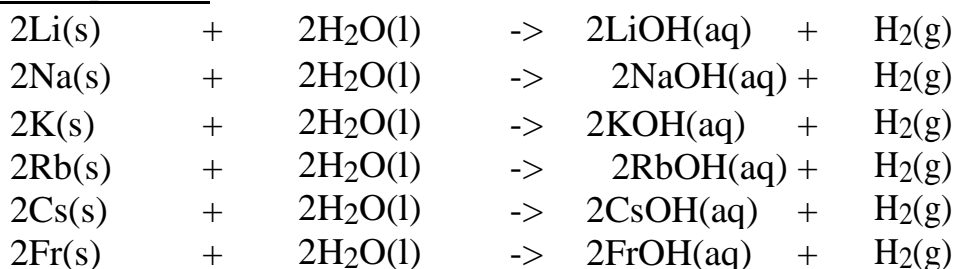 2Li(s) + 2H2O(l) -> 2LiOH(aq) + H2(g)
2Na(s) + 2H2O(l) -> 2NaOH(aq) + H2(g)
2K(s) + 2H2O(l) -> 2KOH(aq) + H2(g)
2Rb(s) + 2H2O(l) -> 2RbOH(aq) + H2(g)
2Cs(s) + 2H2O(l) -> 2CsOH(aq) + H2(g)
2Fr(s) + 2H2O(l) -> 2FrOH(aq) + H2(g)